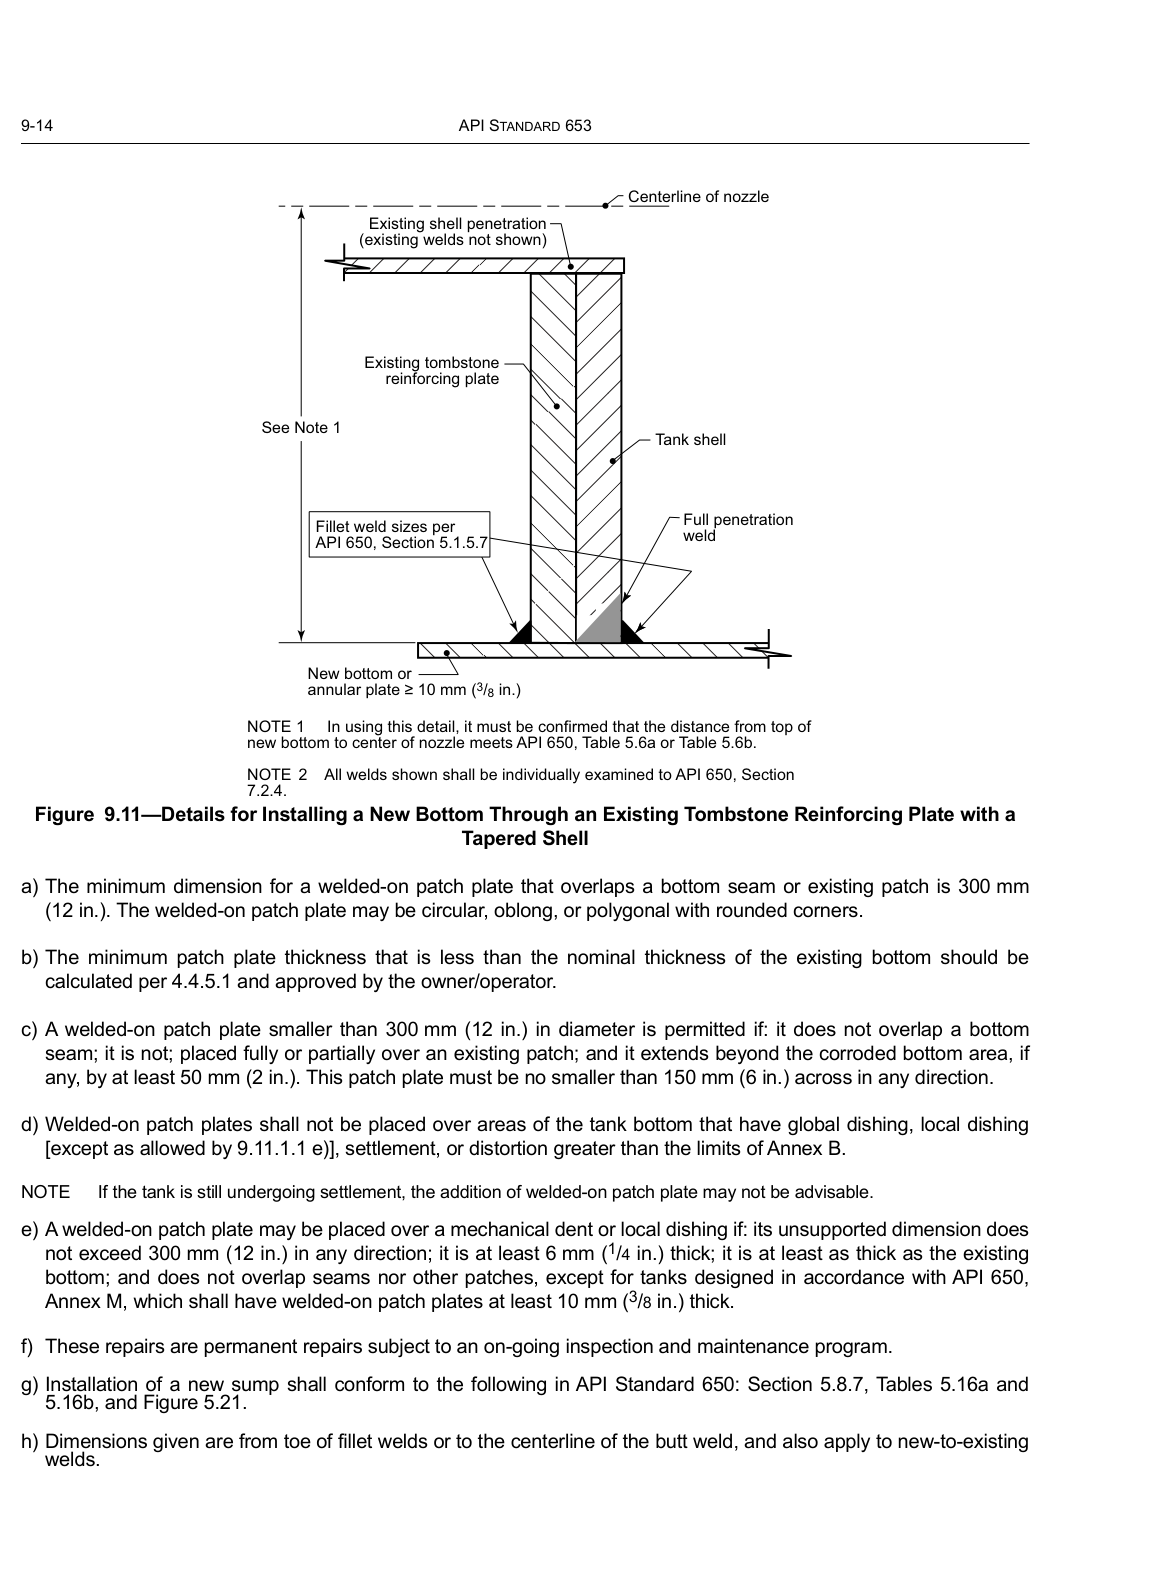 9-14
API STANDARD 653
Centerline of nozzle
Existing shell penetration
(existing welds not shown)
Existing tombstone
reinforcing plate
See Note 1
Tank shell
Fillet weld sizes per
API 650, Section 5.1.5.7
Full penetration
weld
New bottom or
annular plate ≥ 10 mm (3/8 in.)
NOTE 1 In using this detail, it must be confirmed that the distance from top of
new bottom to center of nozzle meets API 650, Table 5.6a or Table 5.6b.
NOTE 2 All welds shown shall be individually examined to API 650, Section
7.2.4.
Figure 9.11—Details for Installing a New Bottom Through an Existing Tombstone Reinforcing Plate with a
Tapered Shell
a) The minimum dimension for a welded-on patch plate that overlaps a bottom seam or existing patch is 300 mm
(12 in.). The welded-on patch plate may be circular, oblong, or polygonal with rounded corners.
b) The minimum patch plate thickness that is less than the nominal thickness of the existing bottom should be
calculated per 4.4.5.1 and approved by the owner/operator.
c) A welded-on patch plate smaller than 300 mm (12 in.) in diameter is permitted if: it does not overlap a bottom
seam; it is not; placed fully or partially over an existing patch; and it extends beyond the corroded bottom area, if
any, by at least 50 mm (2 in.). This patch plate must be no smaller than 150 mm (6 in.) across in any direction.
d) Welded-on patch plates shall not be placed over areas of the tank bottom that have global dishing, local dishing
[except as allowed by 9.11.1.1 e)], settlement, or distortion greater than the limits of Annex B.
NOTE If the tank is still undergoing settlement, the addition of welded-on patch plate may not be advisable.
e) A welded-on patch plate may be placed over a mechanical dent or local dishing if: its unsupported dimension does
not exceed 300 mm (12 in.) in any direction; it is at least 6 mm (1/4 in.) thick; it is at least as thick as the existing
bottom; and does not overlap seams nor other patches, except for tanks designed in accordance with API 650,
Annex M, which shall have welded-on patch plates at least 10 mm (3/8 in.) thick.
f) These repairs are permanent repairs subject to an on-going inspection and maintenance program.
g) Installation of a new sump shall conform to the following in API Standard 650: Section 5.8.7, Tables 5.16a and
5.16b, and Figure 5.21.
h) Dimensions given are from toe of fillet welds or to the centerline of the butt weld, and also apply to new-to-existing
welds.